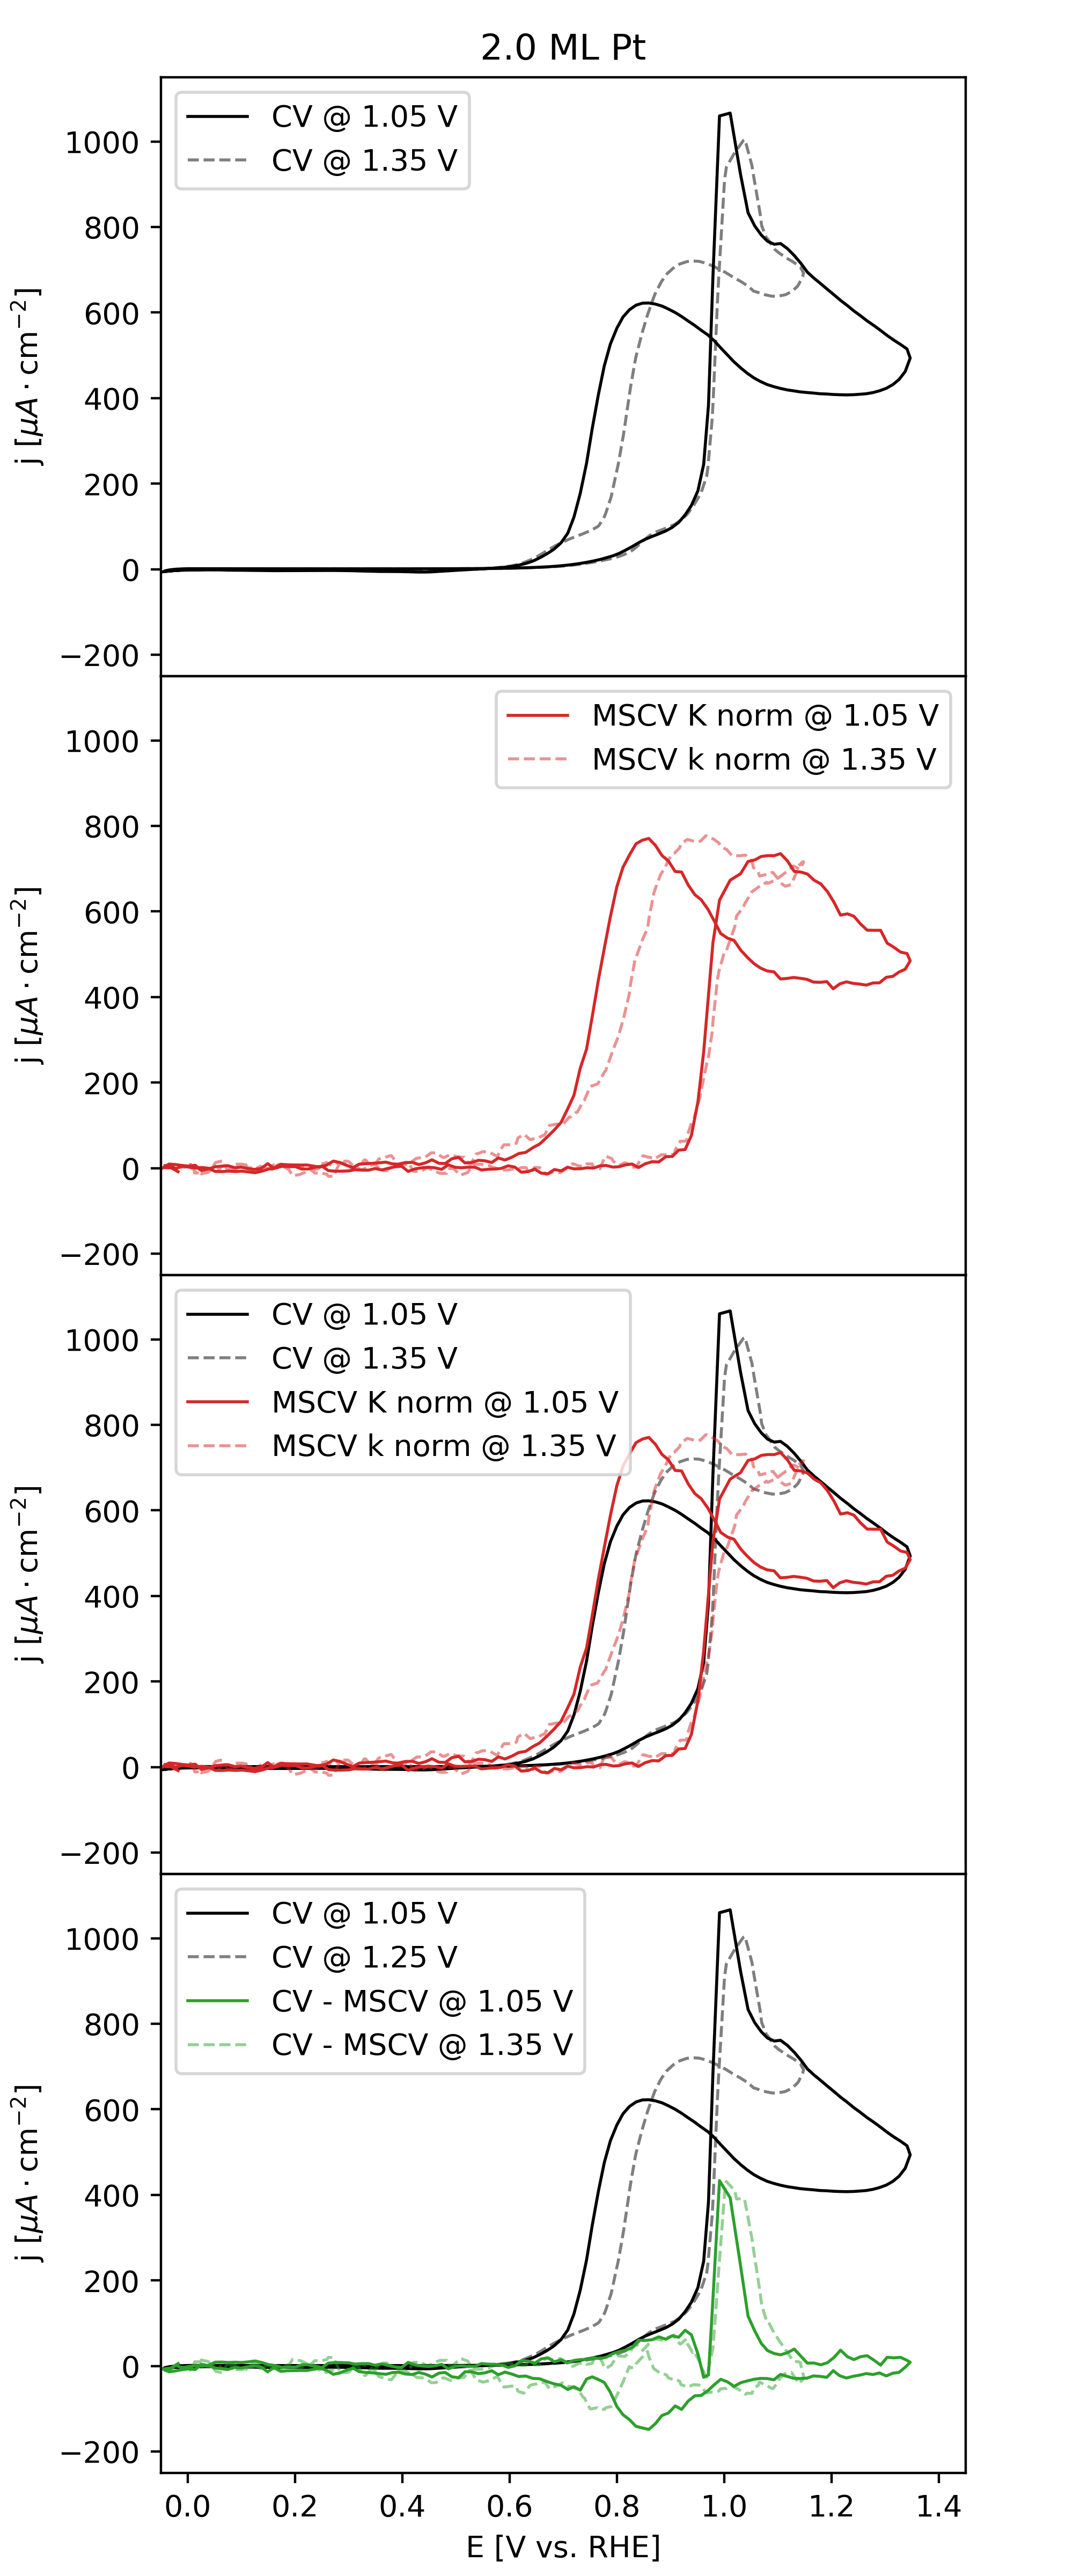 2.0 ML Pt
CV @ 1.05 V
CV @ 1.35 V
1000
800
600
400
200
0
−200
j [μA · cm⁻²]
MSCV K norm @ 1.05 V
MSCV k norm @ 1.35 V
1000
800
600
400
200
0
−200
j [μA · cm⁻²]
CV @ 1.05 V
CV @ 1.35 V
MSCV K norm @ 1.05 V
MSCV k norm @ 1.35 V
1000
800
600
400
200
0
−200
j [μA · cm⁻²]
CV @ 1.05 V
CV @ 1.25 V
CV - MSCV @ 1.05 V
CV - MSCV @ 1.35 V
1000
800
600
400
200
0
−200
j [μA · cm⁻²]
0.0 0.2 0.4 0.6 0.8 1.0 1.2 1.4
E [V vs. RHE]